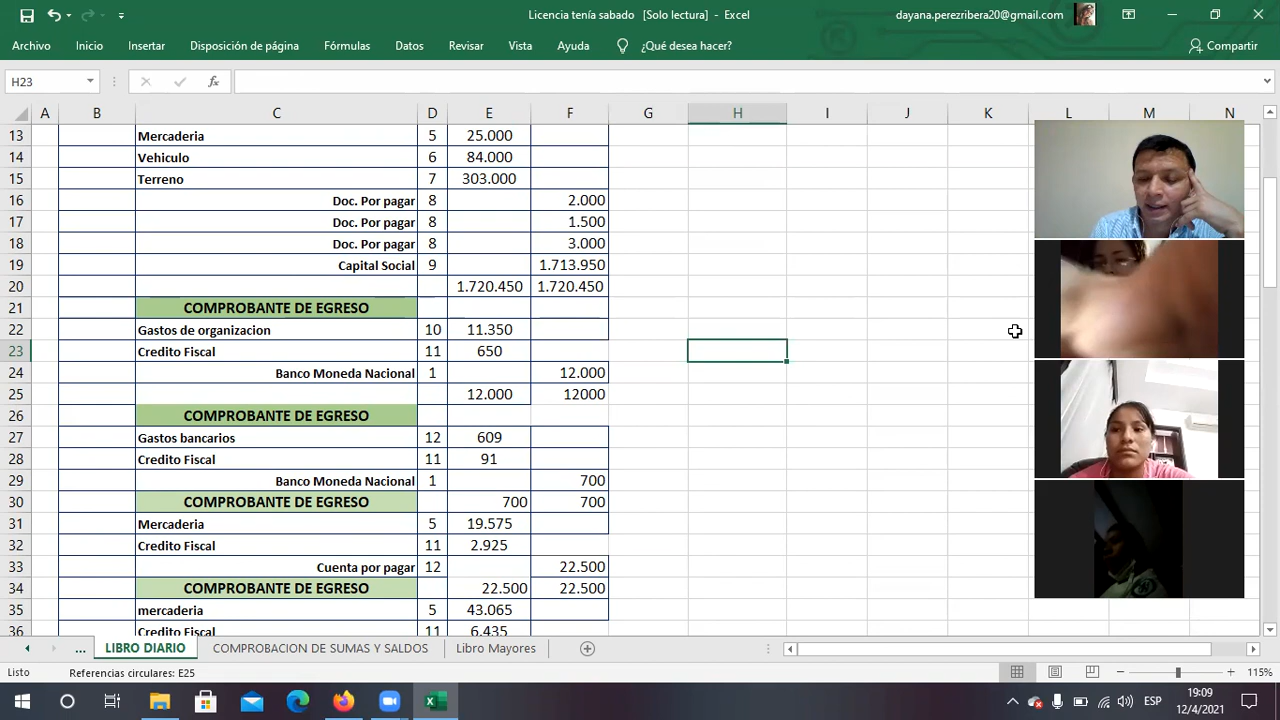 Licencia tenía sabado [Solo lectura] - Excel
dayana.perezribera20@gmail.com
Archivo Inicio Insertar Disposición de página Fórmulas Datos Revisar Vista Ayuda ¿Qué desea hacer? Compartir
H23 fx
A B C D E F G H I J K L M N
13 Mercaderia 5 25.000
14 Vehiculo 6 84.000
15 Terreno 7 303.000
16 Doc. Por pagar 8 2.000
17 Doc. Por pagar 8 1.500
18 Doc. Por pagar 8 3.000
19 Capital Social 9 1.713.950
20 1.720.450 1.720.450
21 COMPROBANTE DE EGRESO
22 Gastos de organizacion 10 11.350
23 Credito Fiscal 11 650
24 Banco Moneda Nacional 1 12.000
25 12.000 12000
26 COMPROBANTE DE EGRESO
27 Gastos bancarios 12 609
28 Credito Fiscal 11 91
29 Banco Moneda Nacional 1 700
30 COMPROBANTE DE EGRESO 700 700
31 Mercaderia 5 19.575
32 Credito Fiscal 11 2.925
33 Cuenta por pagar 12 22.500
34 COMPROBANTE DE EGRESO 22.500 22.500
35 mercaderia 5 43.065
36 Credito Fiscal 11 6.435
... LIBRO DIARIO COMPROBACION DE SUMAS Y SALDOS Libro Mayores
Listo Referencias circulares: E25 115%
ESP 19:09
12/4/2021